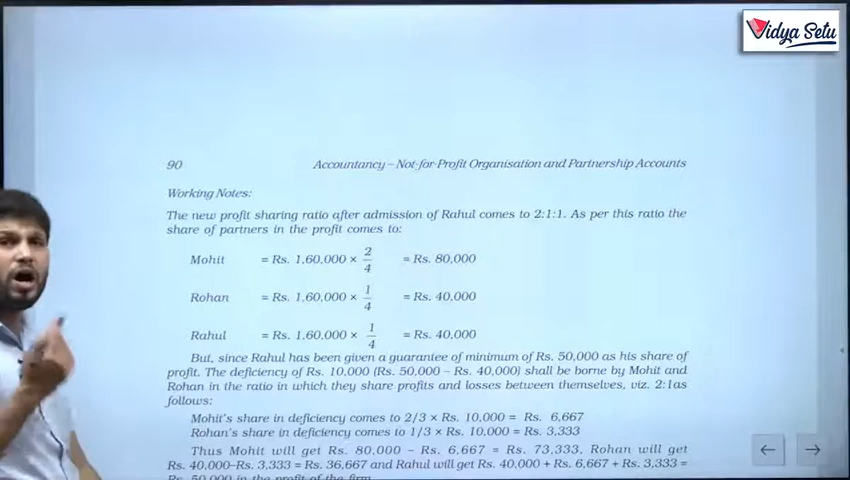 Vidya Setu
90 Accountancy – Not-for-Profit Organisation and Partnership Accounts
Working Notes:
The new profit sharing ratio after admission of Rahul comes to 2:1:1. As per this ratio the
share of partners in the profit comes to:
Mohit = Rs. 1,60,000 × 2/4 = Rs. 80,000
Rohan = Rs. 1,60,000 × 1/4 = Rs. 40,000
Rahul = Rs. 1,60,000 × 1/4 = Rs. 40,000
But, since Rahul has been given a guarantee of minimum of Rs. 50,000 as his share of
profit. The deficiency of Rs. 10,000 (Rs. 50,000 – Rs. 40,000) shall be borne by Mohit and
Rohan in the ratio in which they share profits and losses between themselves, viz. 2:1as
follows:
Mohit's share in deficiency comes to 2/3 × Rs. 10,000 = Rs. 6,667
Rohan's share in deficiency comes to 1/3 × Rs. 10,000 = Rs. 3,333
Thus Mohit will get Rs. 80,000 – Rs. 6,667 = Rs. 73,333, Rohan will get
Rs. 40,000–Rs. 3,333 = Rs. 36,667 and Rahul will get Rs. 40,000 + Rs. 6,667 + Rs. 3,333 =
Rs. 50,000 in the profit of the firm.